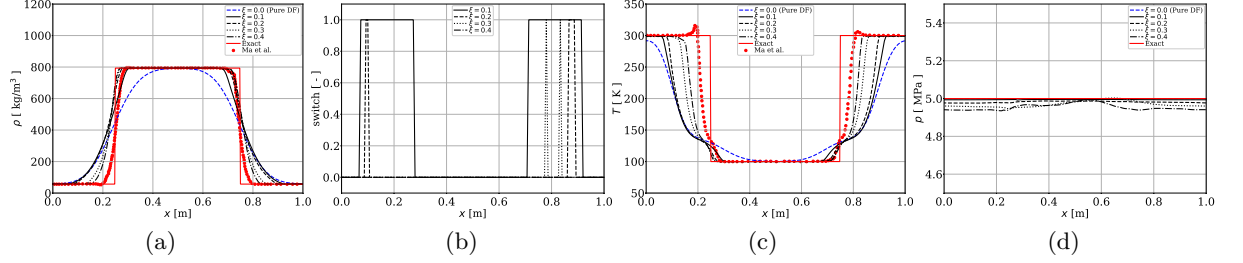 1200
1000
800
600
400
200
0
0.0 0.2 0.4 0.6 0.8 1.0
x [m]
ρ [ kg/m³ ]
ξ = 0.0 (Pure DF)
ξ = 0.1
ξ = 0.2
ξ = 0.3
ξ = 0.4
Exact
Ma et al.
(a)
1.0
0.8
0.6
0.4
0.2
0.0
0.0 0.2 0.4 0.6 0.8 1.0
x [m]
switch [ - ]
ξ = 0.1
ξ = 0.2
ξ = 0.3
ξ = 0.4
(b)
350
300
250
200
150
100
50
0.0 0.2 0.4 0.6 0.8 1.0
x [m]
T [ K ]
ξ = 0.0 (Pure DF)
ξ = 0.1
ξ = 0.2
ξ = 0.3
ξ = 0.4
Exact
Ma et al.
(c)
5.4
5.2
5.0
4.8
4.6
0.0 0.2 0.4 0.6 0.8 1.0
x [m]
p [ MPa ]
ξ = 0.0 (Pure DF)
ξ = 0.1
ξ = 0.2
ξ = 0.3
ξ = 0.4
Exact
Ma et al.
(d)